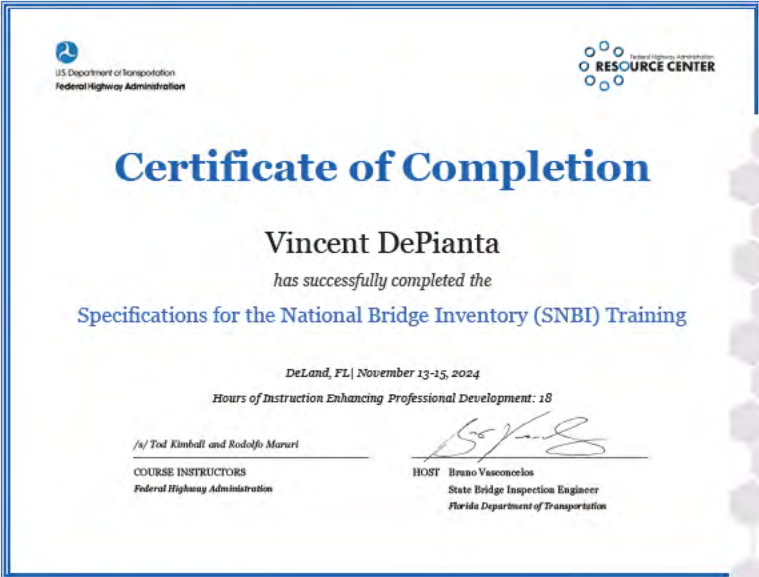 U.S. Department of Transportation
Federal Highway Administration
Federal Highway Administration
RESOURCE CENTER
Certificate of Completion
Vincent DePianta
has successfully completed the
Specifications for the National Bridge Inventory (SNBI) Training
DeLand, FL| November 13-15, 2024
Hours of Instruction Enhancing Professional Development: 18
/s/ Tod Kimball and Rodolfo Maruri
COURSE INSTRUCTORS
Federal Highway Administration
HOST Bruno Vasconcelos
State Bridge Inspection Engineer
Florida Department of Transportation